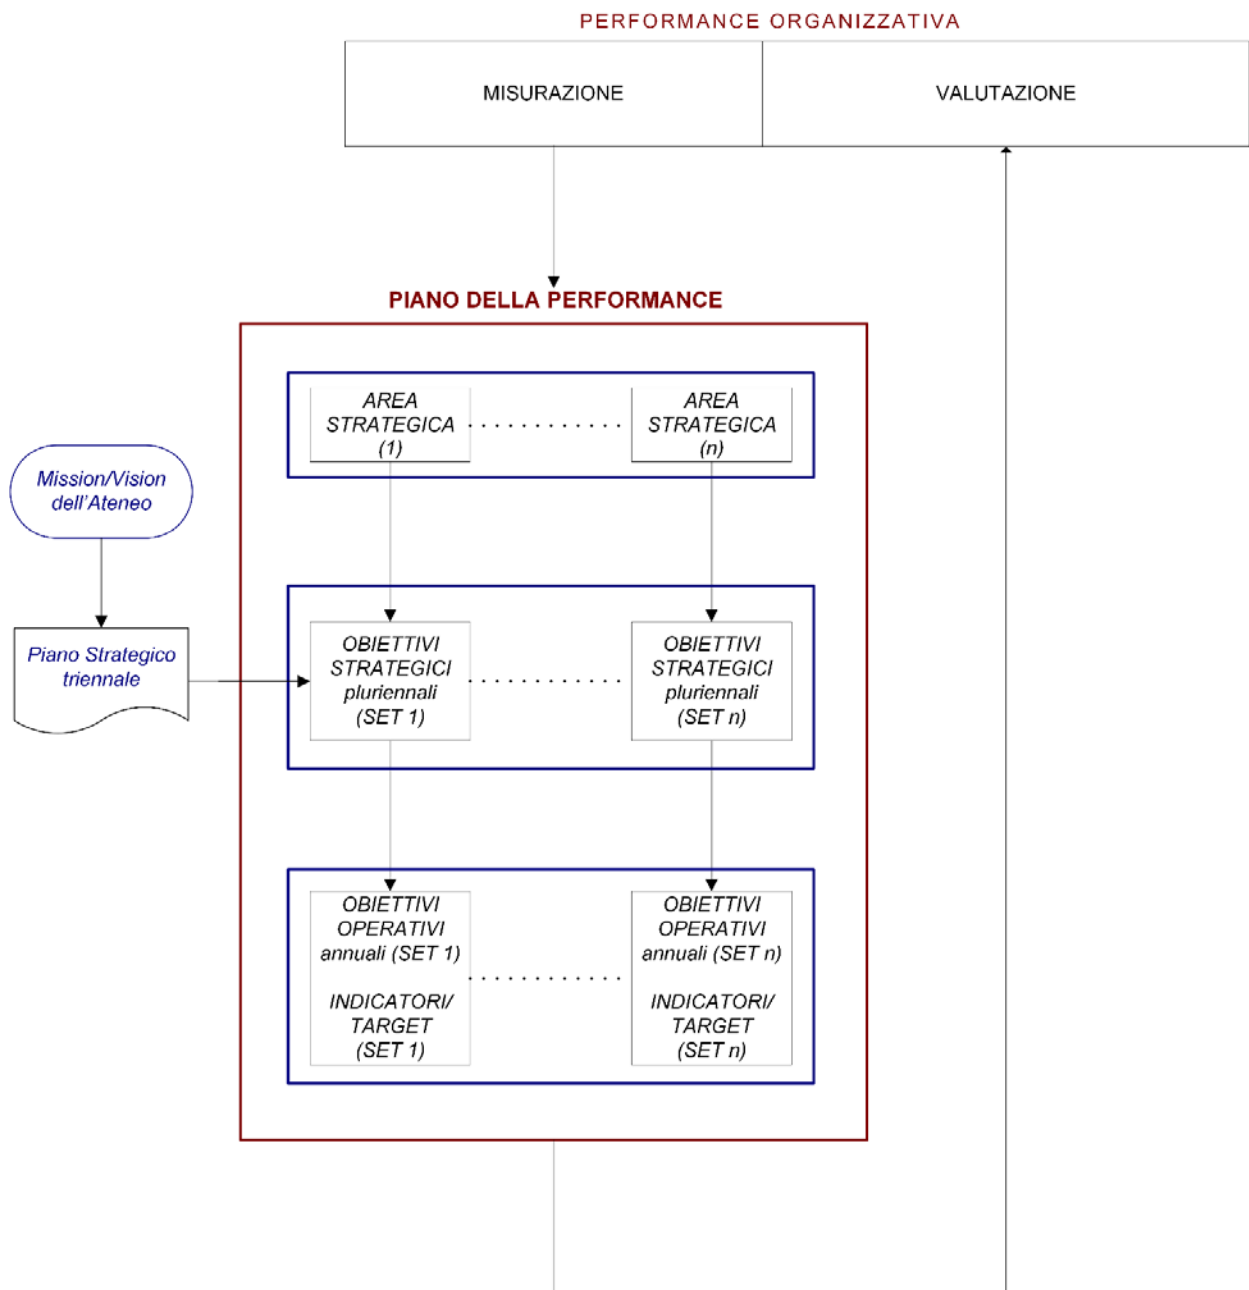 PERFORMANCE ORGANIZZATIVA
MISURAZIONE
VALUTAZIONE
PIANO DELLA PERFORMANCE
AREA
STRATEGICA
(1)
AREA
STRATEGICA
(n)
Mission/Vision
dell'Ateneo
Piano Strategico
triennale
OBIETTIVI
STRATEGICI
pluriennali
(SET 1)
OBIETTIVI
STRATEGICI
pluriennali
(SET n)
OBIETTIVI
OPERATIVI
annuali (SET 1)
INDICATORI/
TARGET
(SET 1)
OBIETTIVI
OPERATIVI
annuali (SET n)
INDICATORI/
TARGET
(SET n)